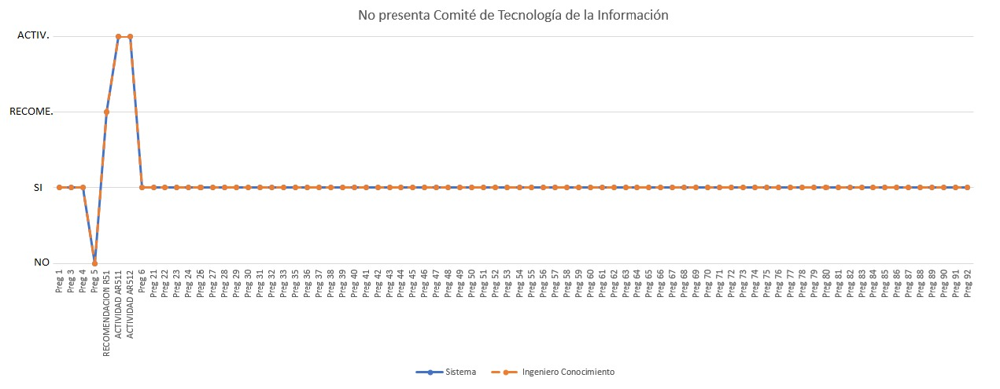 No presenta Comité de Tecnología de la Información
ACTIV.
RECOME.
SI
NO
Preg 1
Preg 3
Preg 4
Preg 5
RECOMENDACION R51
ACTIVIDAD AR511
ACTIVIDAD AR512
Preg 6
Preg 21
Preg 22
Preg 23
Preg 24
Preg 26
Preg 27
Preg 28
Preg 29
Preg 30
Preg 31
Preg 32
Preg 33
Preg 35
Preg 36
Preg 37
Preg 38
Preg 39
Preg 40
Preg 41
Preg 42
Preg 43
Preg 44
Preg 45
Preg 46
Preg 47
Preg 48
Preg 49
Preg 50
Preg 51
Preg 52
Preg 53
Preg 54
Preg 55
Preg 56
Preg 57
Preg 58
Preg 59
Preg 60
Preg 61
Preg 62
Preg 63
Preg 64
Preg 65
Preg 66
Preg 67
Preg 68
Preg 69
Preg 70
Preg 71
Preg 72
Preg 73
Preg 74
Preg 75
Preg 76
Preg 77
Preg 78
Preg 79
Preg 80
Preg 81
Preg 82
Preg 83
Preg 84
Preg 85
Preg 86
Preg 87
Preg 88
Preg 89
Preg 90
Preg 91
Preg 92
Sistema
Ingeniero Conocimiento